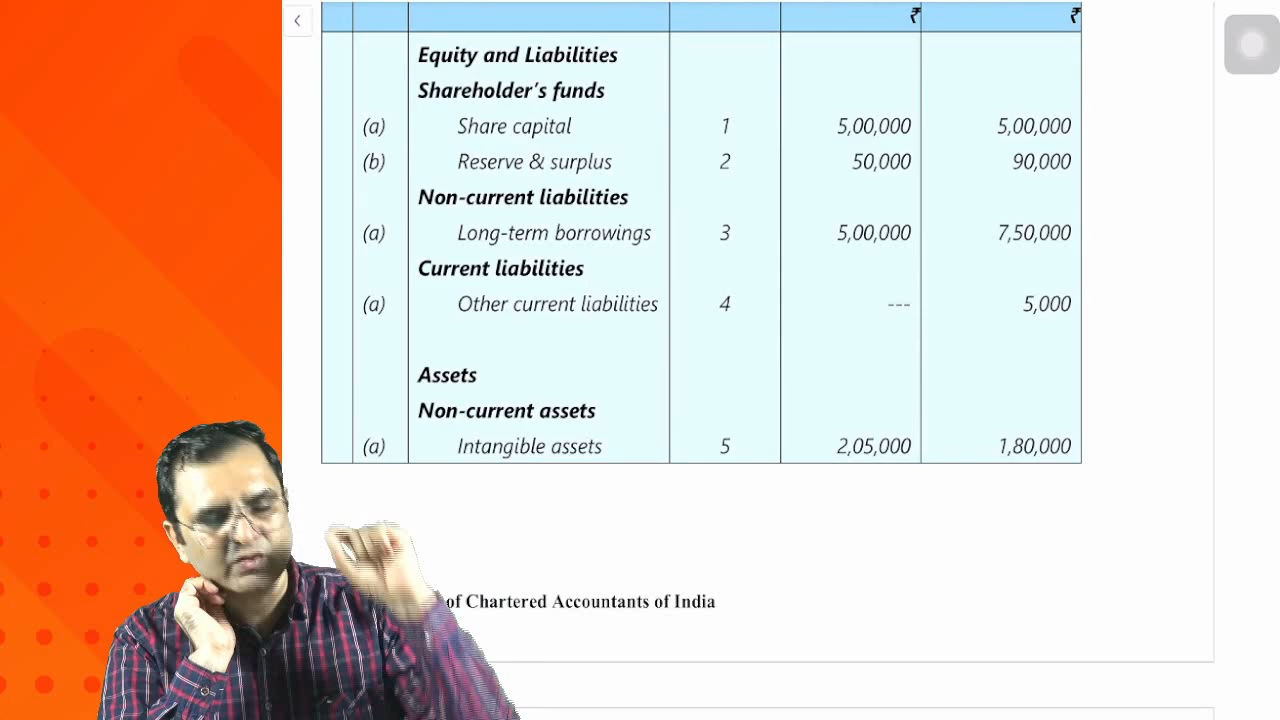 ₹ ₹
Equity and Liabilities
Shareholder's funds
(a) Share capital 1 5,00,000 5,00,000
(b) Reserve & surplus 2 50,000 90,000
Non-current liabilities
(a) Long-term borrowings 3 5,00,000 7,50,000
Current liabilities
(a) Other current liabilities 4 --- 5,000
Assets
Non-current assets
(a) Intangible assets 5 2,05,000 1,80,000
of Chartered Accountants of India